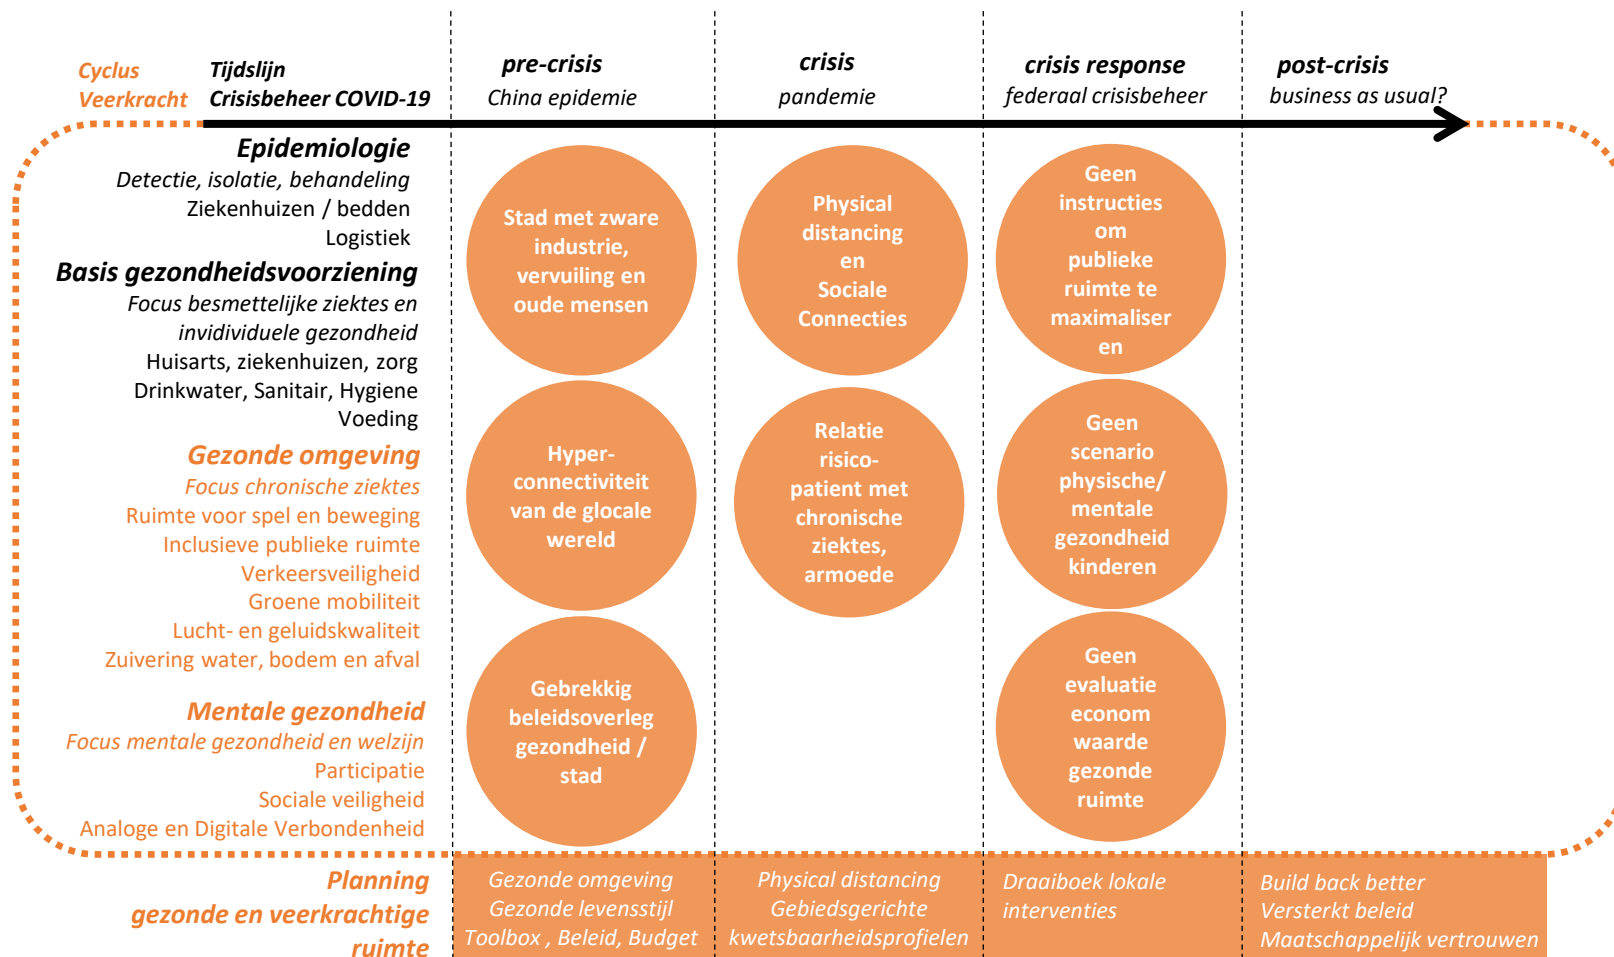 Cyclus
Veerkracht
Tijdslijn
Crisisbeheer COVID-19
pre-crisis
China epidemie
crisis
pandemie
crisis response
federaal crisisbeheer
post-crisis
business as usual?
Epidemiologie
Detectie, isolatie, behandeling
Ziekenhuizen / bedden
Logistiek
Basis gezondheidsvoorziening
Focus besmettelijke ziektes en
invidividuele gezondheid
Huisarts, ziekenhuizen, zorg
Drinkwater, Sanitair, Hygiene
Voeding
Gezonde omgeving
Focus chronische ziektes
Ruimte voor spel en beweging
Inclusieve publieke ruimte
Verkeersveiligheid
Groene mobiliteit
Lucht- en geluidskwaliteit
Zuivering water, bodem en afval
Mentale gezondheid
Focus mentale gezondheid en welzijn
Participatie
Sociale veiligheid
Analoge en Digitale Verbondenheid
Stad met zware
industrie,
vervuiling en
oude mensen
Hyper-
connectiviteit
van de glocale
wereld
Gebrekkig
beleidsoverleg
gezondheid /
stad
Physical
distancing
en
Sociale
Connecties
Relatie
risico-
patient met
chronische
ziektes,
armoede
Geen
instructies
om
publieke
ruimte te
maximaliser
en
Geen
scenario
physische/
mentale
gezondheid
kinderen
Geen
evaluatie
econom
waarde
gezonde
ruimte
Planning
gezonde en veerkrachtige
ruimte
Gezonde omgeving
Gezonde levensstijl
Toolbox , Beleid, Budget
Physical distancing
Gebiedsgerichte
kwetsbaarheidsprofielen
Draaiboek lokale
interventies
Build back better
Versterkt beleid
Maatschappelijk vertrouwen